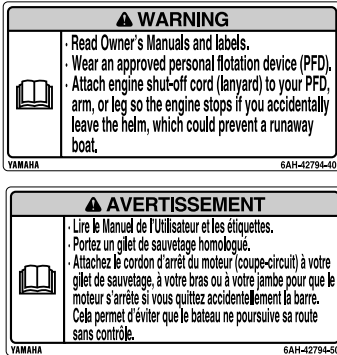 WARNING
· Read Owner's Manuals and labels.
· Wear an approved personal flotation device (PFD).
· Attach engine shut-off cord (lanyard) to your PFD,
arm, or leg so the engine stops if you accidentally
leave the helm, which could prevent a runaway
boat.
YAMAHA 6AH-42794-40
AVERTISSEMENT
· Lire le Manuel de l'Utilisateur et les étiquettes.
· Portez un gilet de sauvetage homologué.
· Attachez le cordon d'arrêt du moteur (coupe-circuit) à votre
gilet de sauvetage, à votre bras ou à votre jambe pour que le
moteur s'arrête si vous quittez accidentellement la barre.
Cela permet d'éviter que le bateau ne poursuive sa route
sans contrôle.
YAMAHA 6AH-42794-50